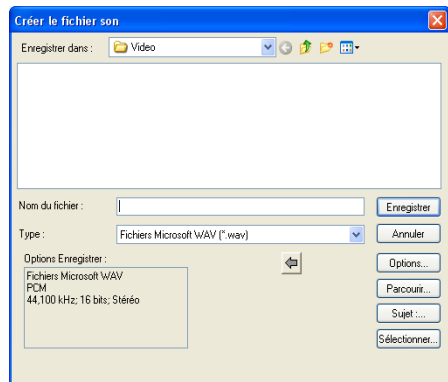 Créer le fichier son
Enregistrer dans :
Video
Nom du fichier :
Enregistrer
Type :
Fichiers Microsoft WAV (*.wav)
Annuler
Options Enregistrer :
Fichiers Microsoft WAV
PCM
44,100 kHz; 16 bits; Stéréo
Options...
Parcourir...
Sujet :...
Sélectionner...